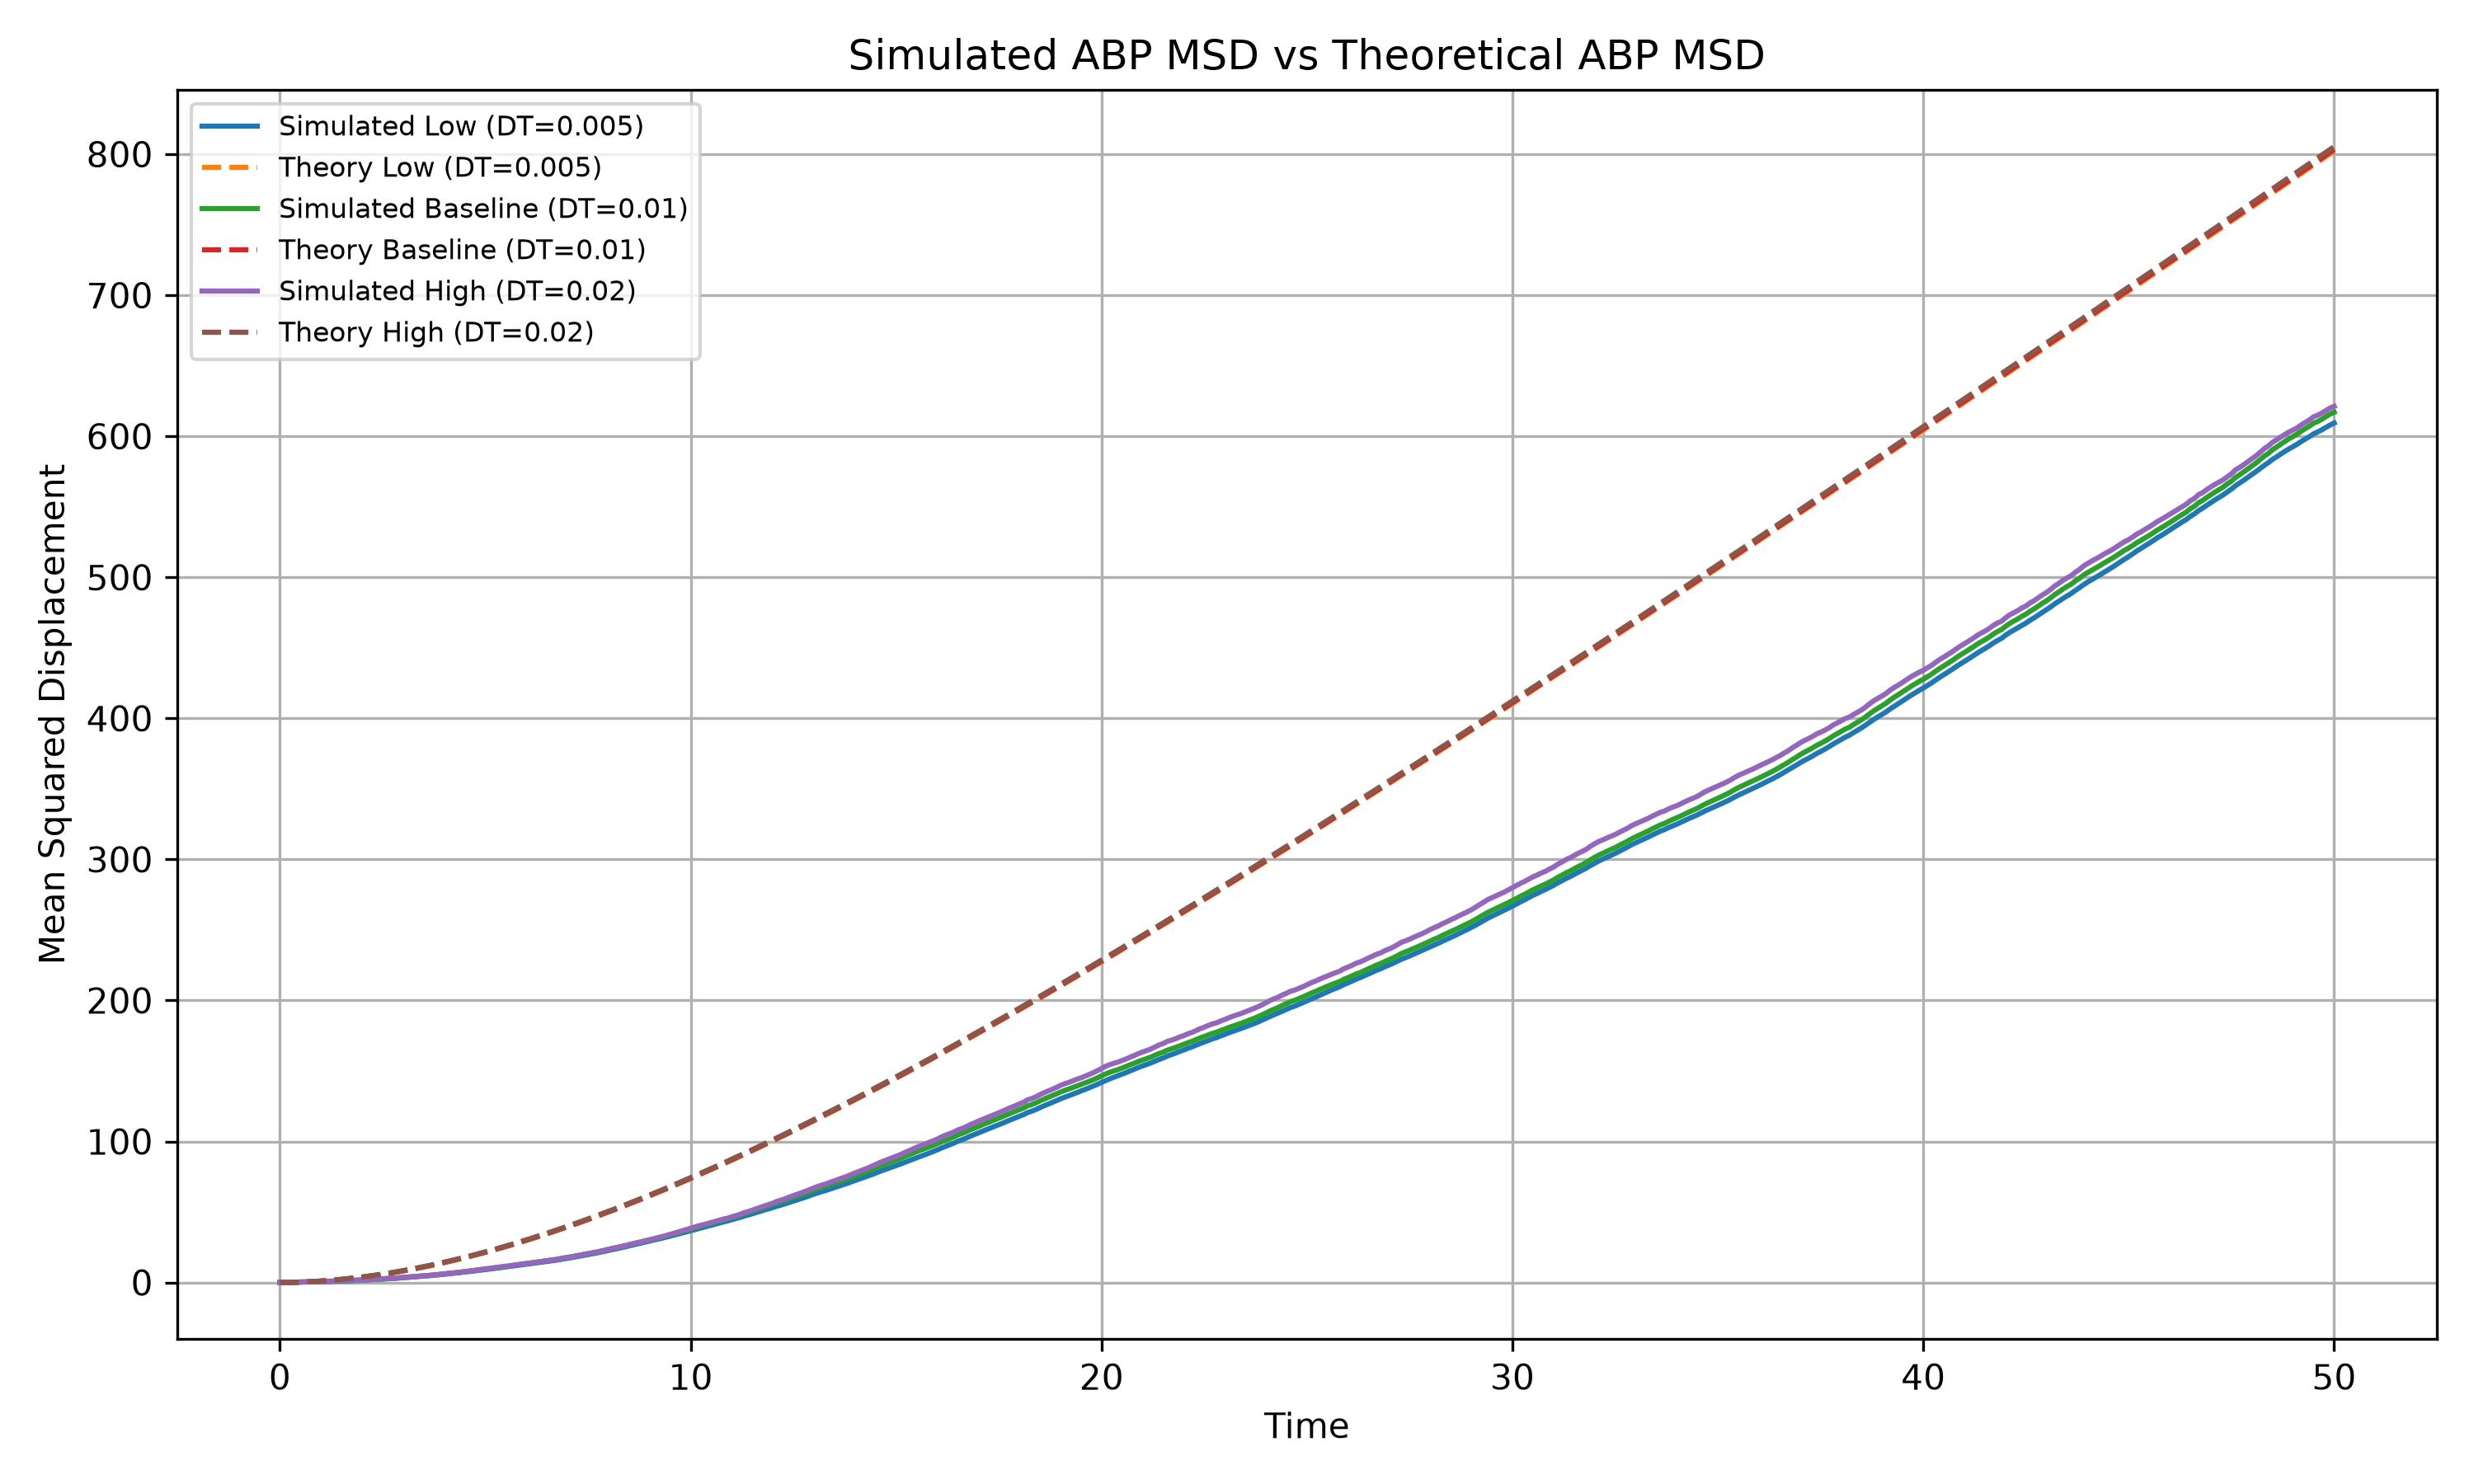 Simulated ABP MSD vs Theoretical ABP MSD
Simulated Low (DT=0.005)
Theory Low (DT=0.005)
Simulated Baseline (DT=0.01)
Theory Baseline (DT=0.01)
Simulated High (DT=0.02)
Theory High (DT=0.02)
Mean Squared Displacement
800
700
600
500
400
300
200
100
0
0 10 20 30 40 50
Time